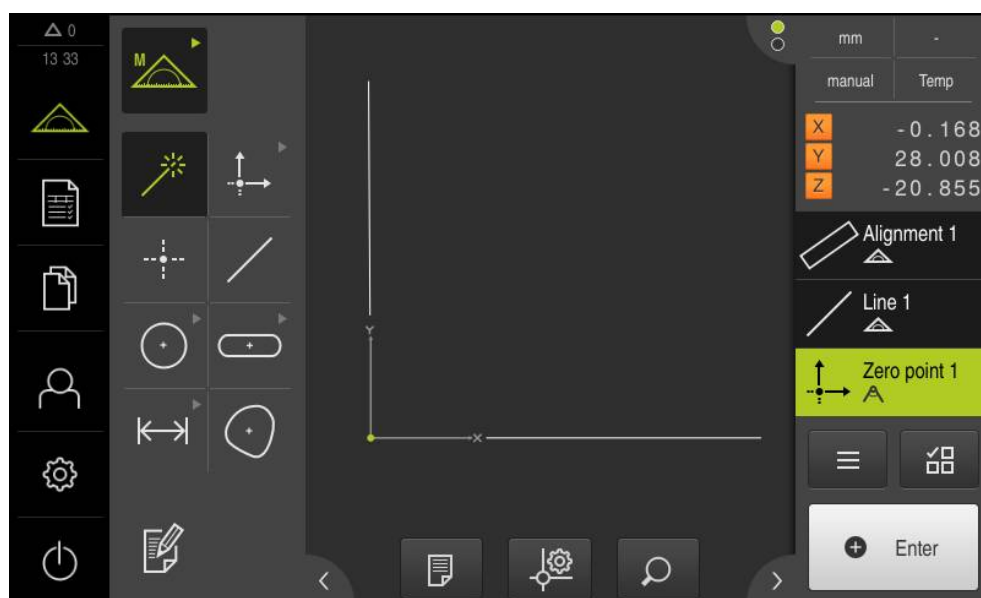 0
13 33
M
mm -
manual Temp
X -0.168
Y 28.008
Z -20.855
Alignment 1
Line 1
Zero point 1
Y
X
Enter